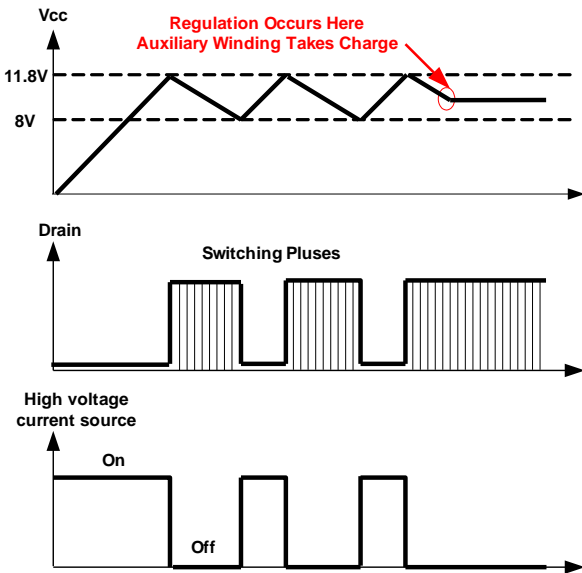 Vcc
Regulation Occurs Here
Auxiliary Winding Takes Charge
11.8V
8V
Drain
Switching Pluses
High voltage
current source
On
Off